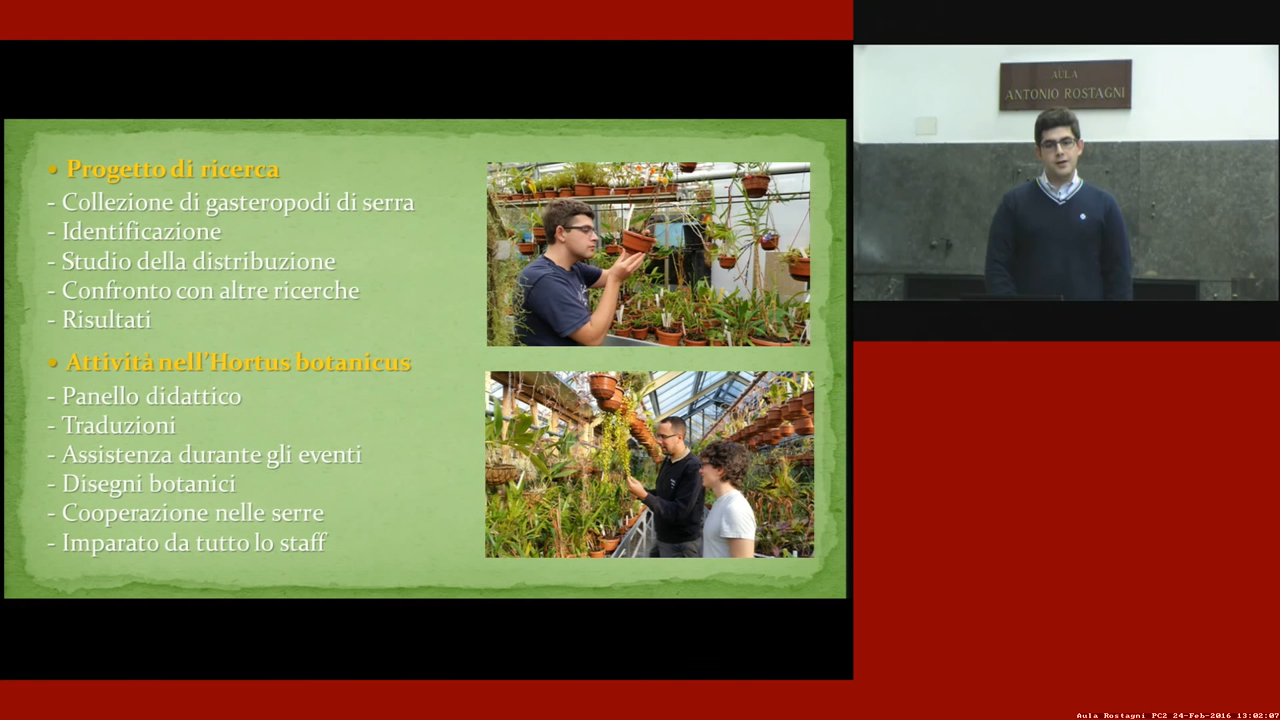 • Progetto di ricerca
- Collezione di gasteropodi di serra
- Identificazione
- Studio della distribuzione
- Confronto con altre ricerche
- Risultati
• Attività nell'Hortus botanicus
- Panello didattico
- Traduzioni
- Assistenza durante gli eventi
- Disegni botanici
- Cooperazione nelle serre
- Imparato da tutto lo staff
AULA
ANTONIO ROSTAGNI
Aula Rostagni PC2 24-Feb-2016 13:02:07